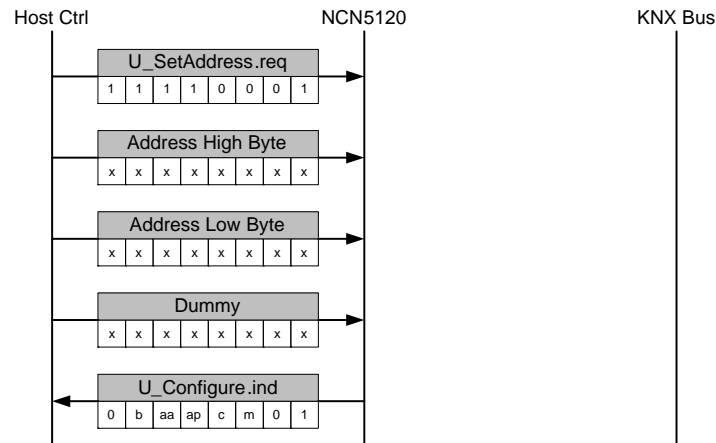 Host Ctrl NCN5120 KNX Bus
U_SetAddress.req
1 1 1 1 0 0 0 1
Address High Byte
x x x x x x x x
Address Low Byte
x x x x x x x x
Dummy
x x x x x x x x
U_Configure.ind
0 b aa ap c m 0 1